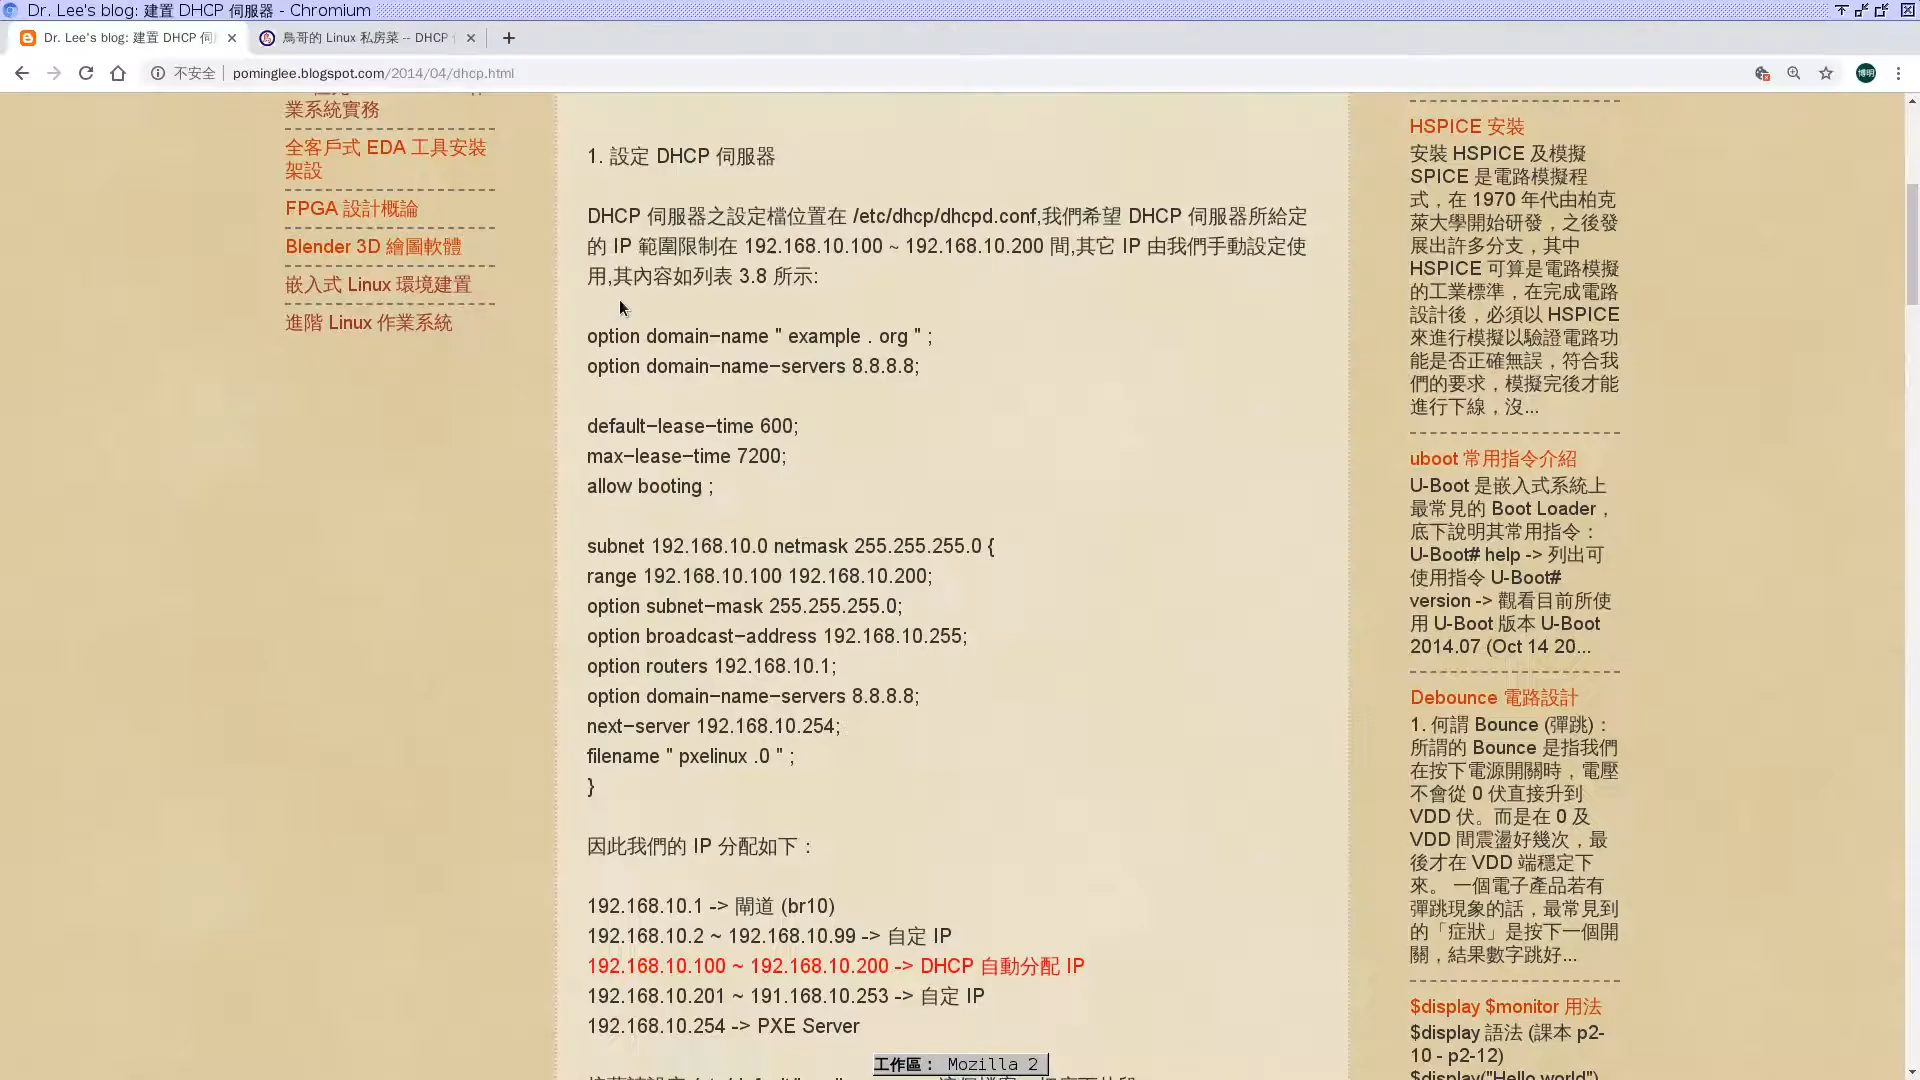 Dr. Lee's blog: 建置 DHCP 伺服器 - Chromium
Dr. Lee's blog: 建置 DHCP 伺
鳥哥的 Linux 私房菜 -- DHCP
不安全
pominglee.blogspot.com/2014/04/dhcp.html
博明
業系統實務
全客戶式 EDA 工具安裝
架設
FPGA 設計概論
Blender 3D 繪圖軟體
嵌入式 Linux 環境建置
進階 Linux 作業系統
1. 設定 DHCP 伺服器
DHCP 伺服器之設定檔位置在 /etc/dhcp/dhcpd.conf,我們希望 DHCP 伺服器所給定
的 IP 範圍限制在 192.168.10.100 ~ 192.168.10.200 間,其它 IP 由我們手動設定使
用,其內容如列表 3.8 所示:
option domain−name " example . org " ;
option domain−name−servers 8.8.8.8;
default−lease−time 600;
max−lease−time 7200;
allow booting ;
subnet 192.168.10.0 netmask 255.255.255.0 {
range 192.168.10.100 192.168.10.200;
option subnet−mask 255.255.255.0;
option broadcast−address 192.168.10.255;
option routers 192.168.10.1;
option domain−name−servers 8.8.8.8;
next−server 192.168.10.254;
filename " pxelinux .0 " ;
}
因此我們的 IP 分配如下：
192.168.10.1 -> 閘道 (br10)
192.168.10.2 ~ 192.168.10.99 -> 自定 IP
192.168.10.100 ~ 192.168.10.200 -> DHCP 自動分配 IP
192.168.10.201 ~ 191.168.10.253 -> 自定 IP
192.168.10.254 -> PXE Server
HSPICE 安裝
安裝 HSPICE 及模擬
SPICE 是電路模擬程
式，在 1970 年代由柏克
萊大學開始研發，之後發
展出許多分支，其中
HSPICE 可算是電路模擬
的工業標準，在完成電路
設計後，必須以 HSPICE
來進行模擬以驗證電路功
能是否正確無誤，符合我
們的要求，模擬完後才能
進行下線，沒...
uboot 常用指令介紹
U-Boot 是嵌入式系統上
最常見的 Boot Loader，
底下說明其常用指令：
U-Boot# help -> 列出可
使用指令 U-Boot#
version -> 觀看目前所使
用 U-Boot 版本 U-Boot
2014.07 (Oct 14 20...
Debounce 電路設計
1. 何謂 Bounce (彈跳)：
所謂的 Bounce 是指我們
在按下電源開關時，電壓
不會從 0 伏直接升到
VDD 伏。而是在 0 及
VDD 間震盪好幾次，最
後才在 VDD 端穩定下
來。 一個電子產品若有
彈跳現象的話，最常見到
的「症狀」是按下一個開
關，結果數字跳好...
$display $monitor 用法
$display 語法 (課本 p2-
10 - p2-12)
$display("Hello world")
工作區： Mozilla 2